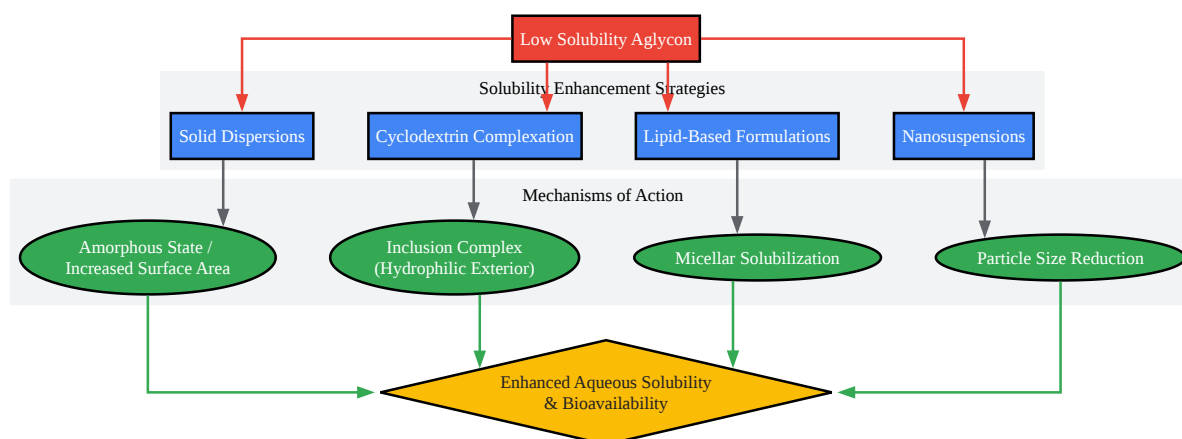 Low Solubility Aglycon
Solubility Enhancement Strategies
Solid Dispersions
Cyclodextrin Complexation
Lipid-Based Formulations
Nanosuspensions
Mechanisms of Action
Amorphous State /
Increased Surface Area
Inclusion Complex
(Hydrophilic Exterior)
Micellar Solubilization
Particle Size Reduction
Enhanced Aqueous Solubility
& Bioavailability